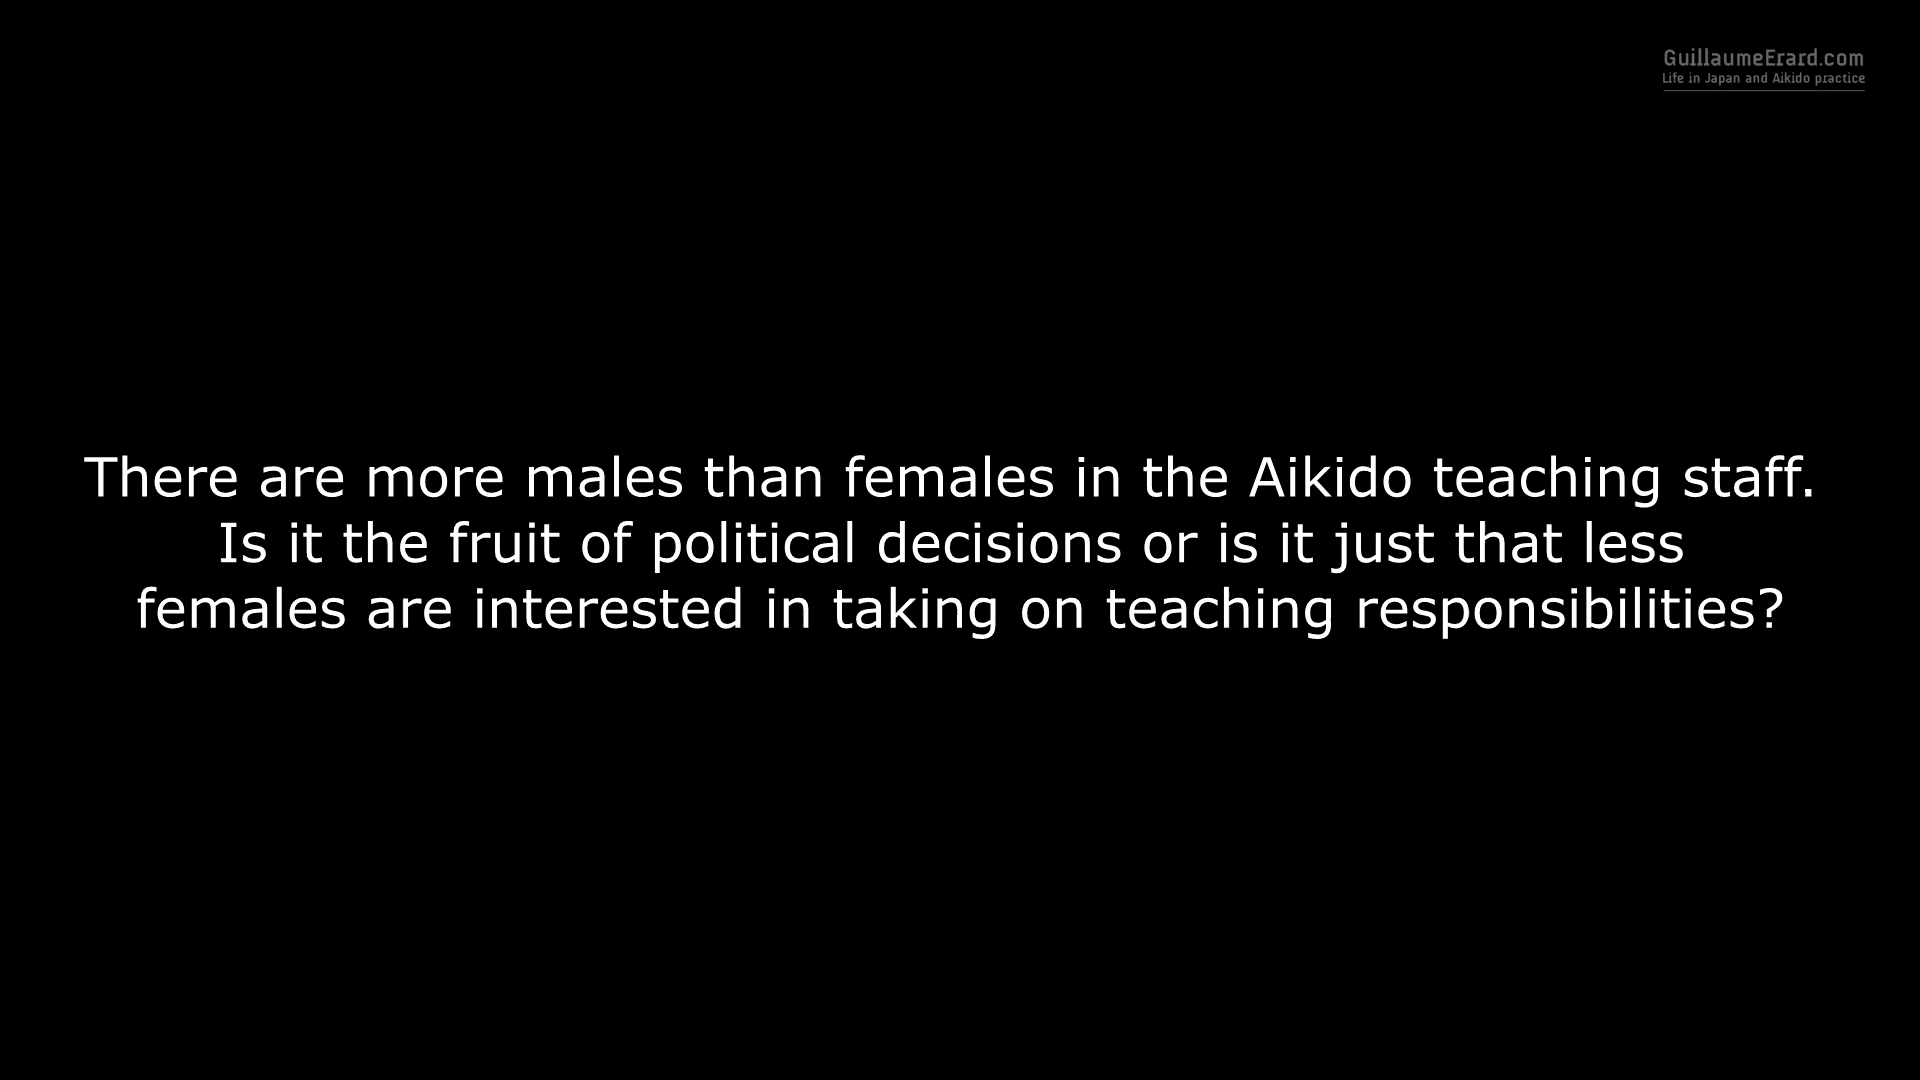 GuillaumeErard.com
Life in Japan and Aikido practice
There are more males than females in the Aikido teaching staff.
Is it the fruit of political decisions or is it just that less
females are interested in taking on teaching responsibilities?